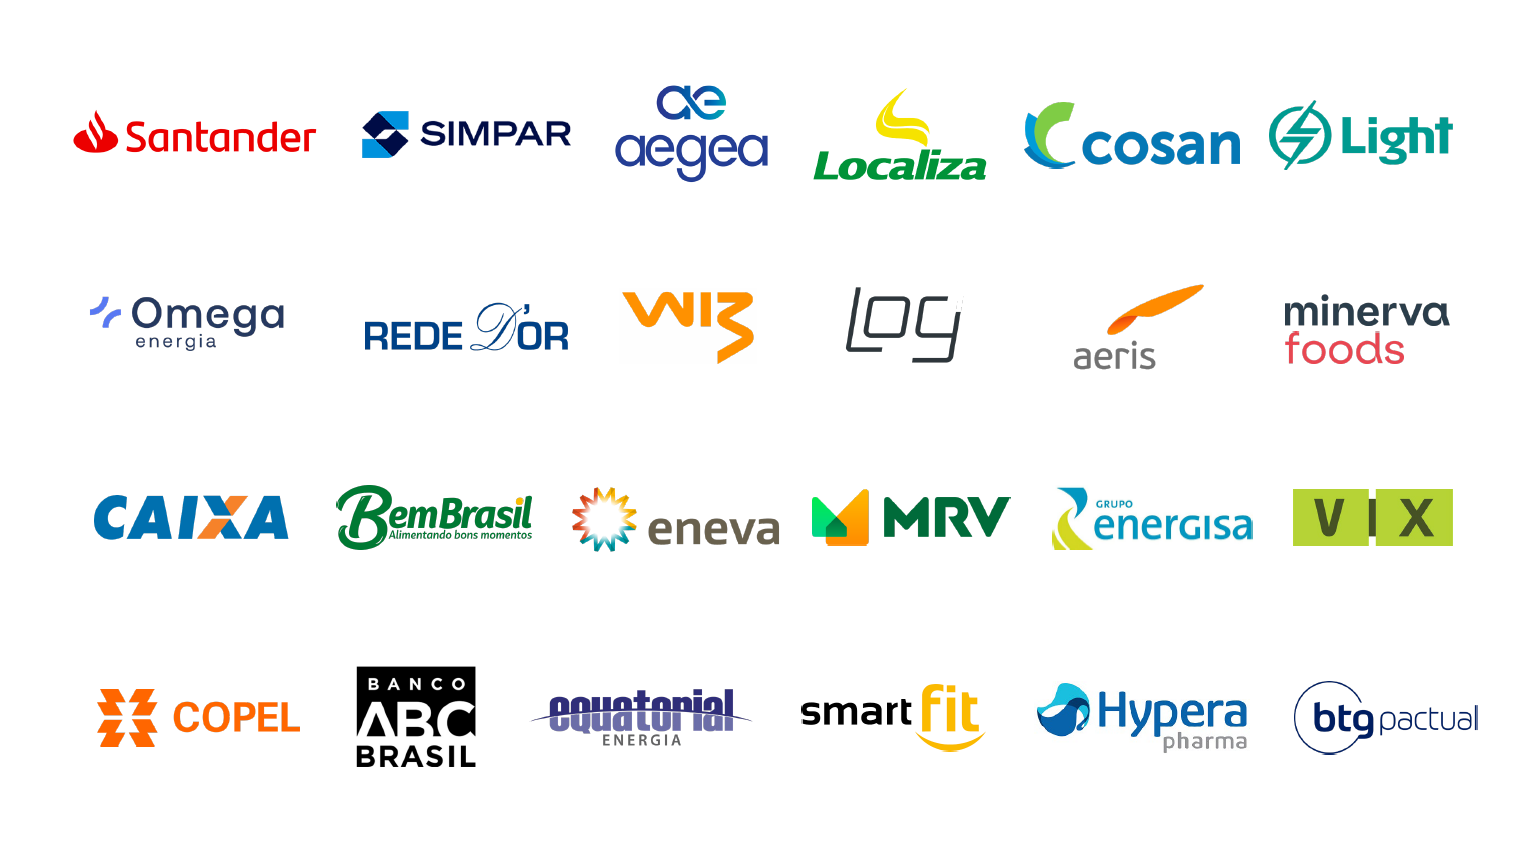 Santander
SIMPAR
ae
aegea
Localiza
cosan
Light
Omega
energia
REDE D'OR
WIZ
LOG
aeris
minerva
foods
CAIXA
BemBrasil
Alimentando bons momentos
eneva
MRV
GRUPO
energisa
VIX
COPEL
BANCO
ABC
BRASIL
equatorial
ENERGIA
smart fit
Hypera
pharma
btg pactual